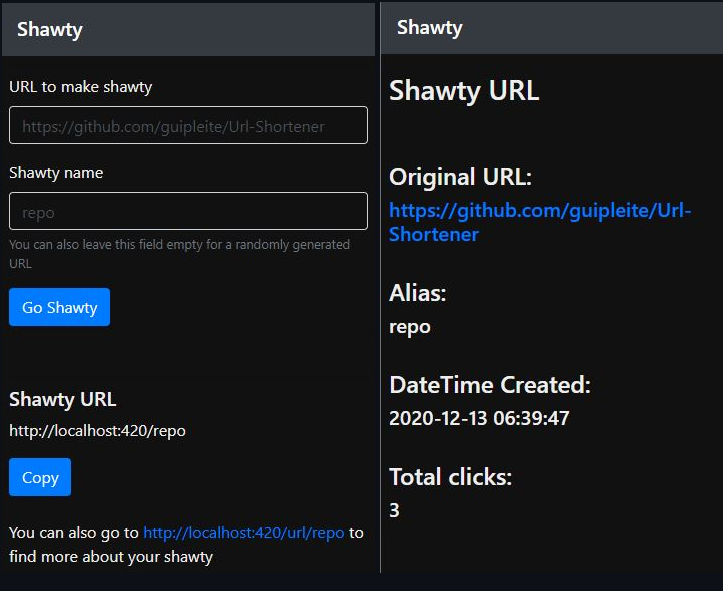 Shawty
URL to make shawty
https://github.com/guipleite/Url-Shortener
Shawty name
repo
You can also leave this field empty for a randomly generated
URL
Go Shawty
Shawty URL
http://localhost:420/repo
Copy
You can also go to http://localhost:420/url/repo to
find more about your shawty
Shawty
Shawty URL
Original URL:
https://github.com/guipleite/Url-
Shortener
Alias:
repo
DateTime Created:
2020-12-13 06:39:47
Total clicks:
3